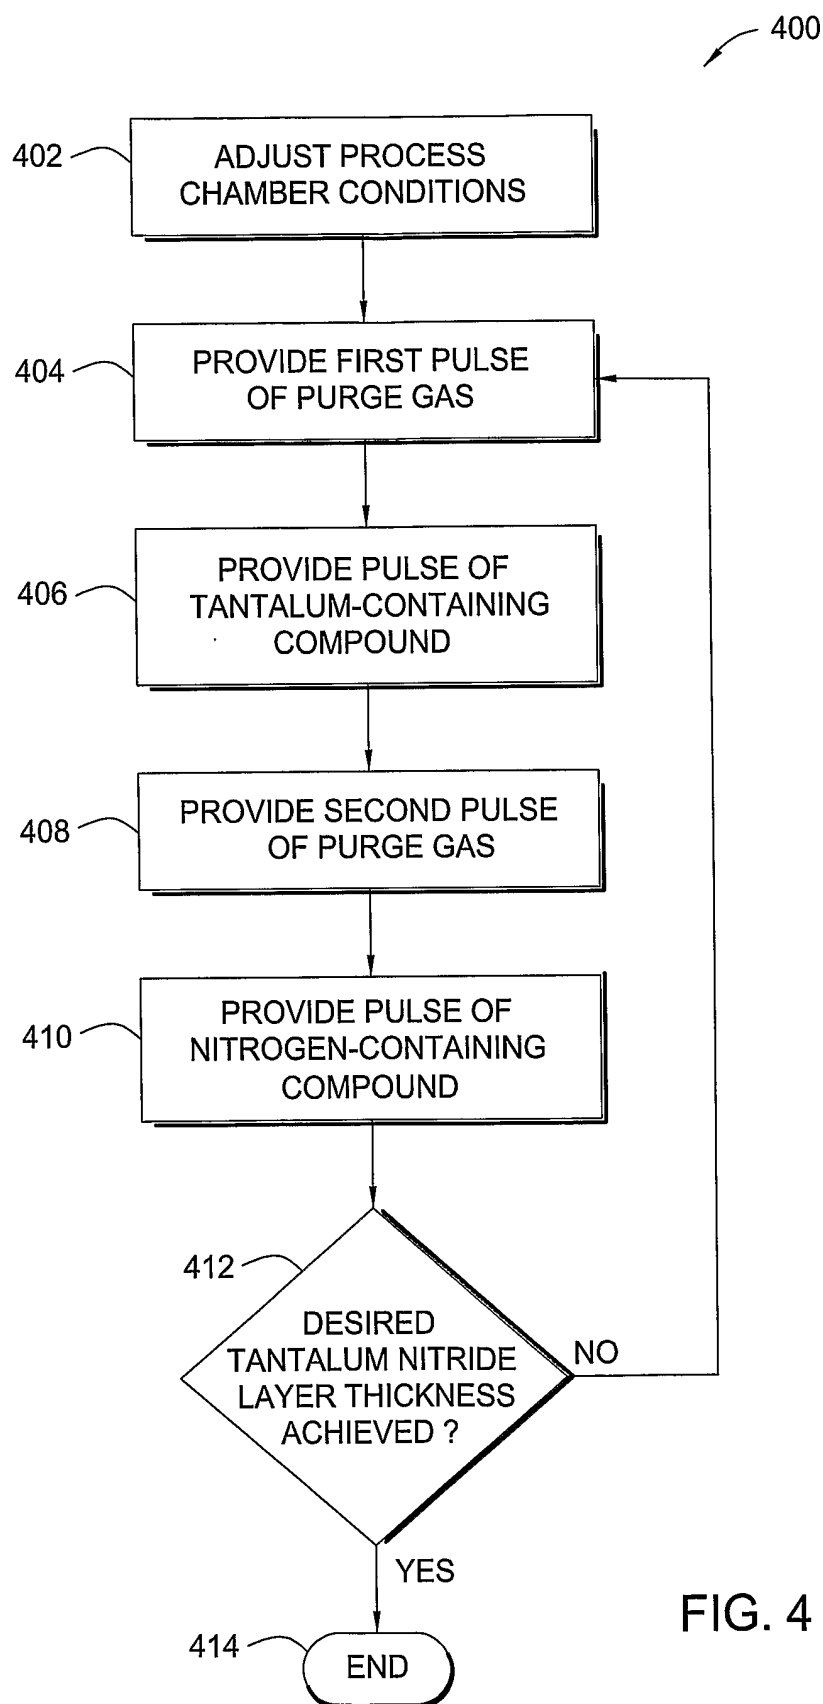 400
402
ADJUST PROCESS
CHAMBER CONDITIONS
404
PROVIDE FIRST PULSE
OF PURGE GAS
406
PROVIDE PULSE OF
TANTALUM-CONTAINING
COMPOUND
408
PROVIDE SECOND PULSE
OF PURGE GAS
410
PROVIDE PULSE OF
NITROGEN-CONTAINING
COMPOUND
412
DESIRED
TANTALUM NITRIDE
LAYER THICKNESS
ACHIEVED ?
NO
YES
414
END
FIG. 4